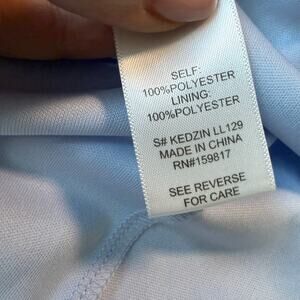 SELF:
100%POLYESTER
LINING:
100%POLYESTER
S# KEDZIN LL129
MADE IN CHINA
RN#159817
SEE REVERSE
FOR CARE